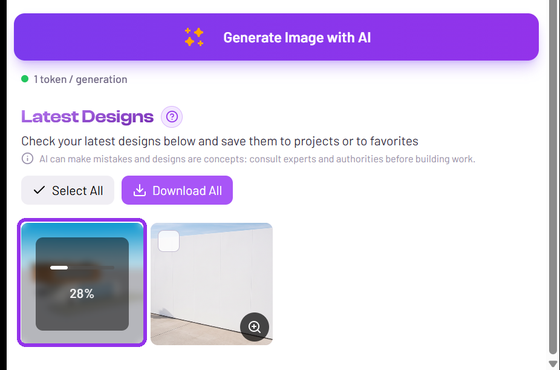 Generate Image with AI
1 token / generation
Latest Designs
Check your latest designs below and save them to projects or to favorites
AI can make mistakes and designs are concepts: consult experts and authorities before building work.
Select All
Download All
28%